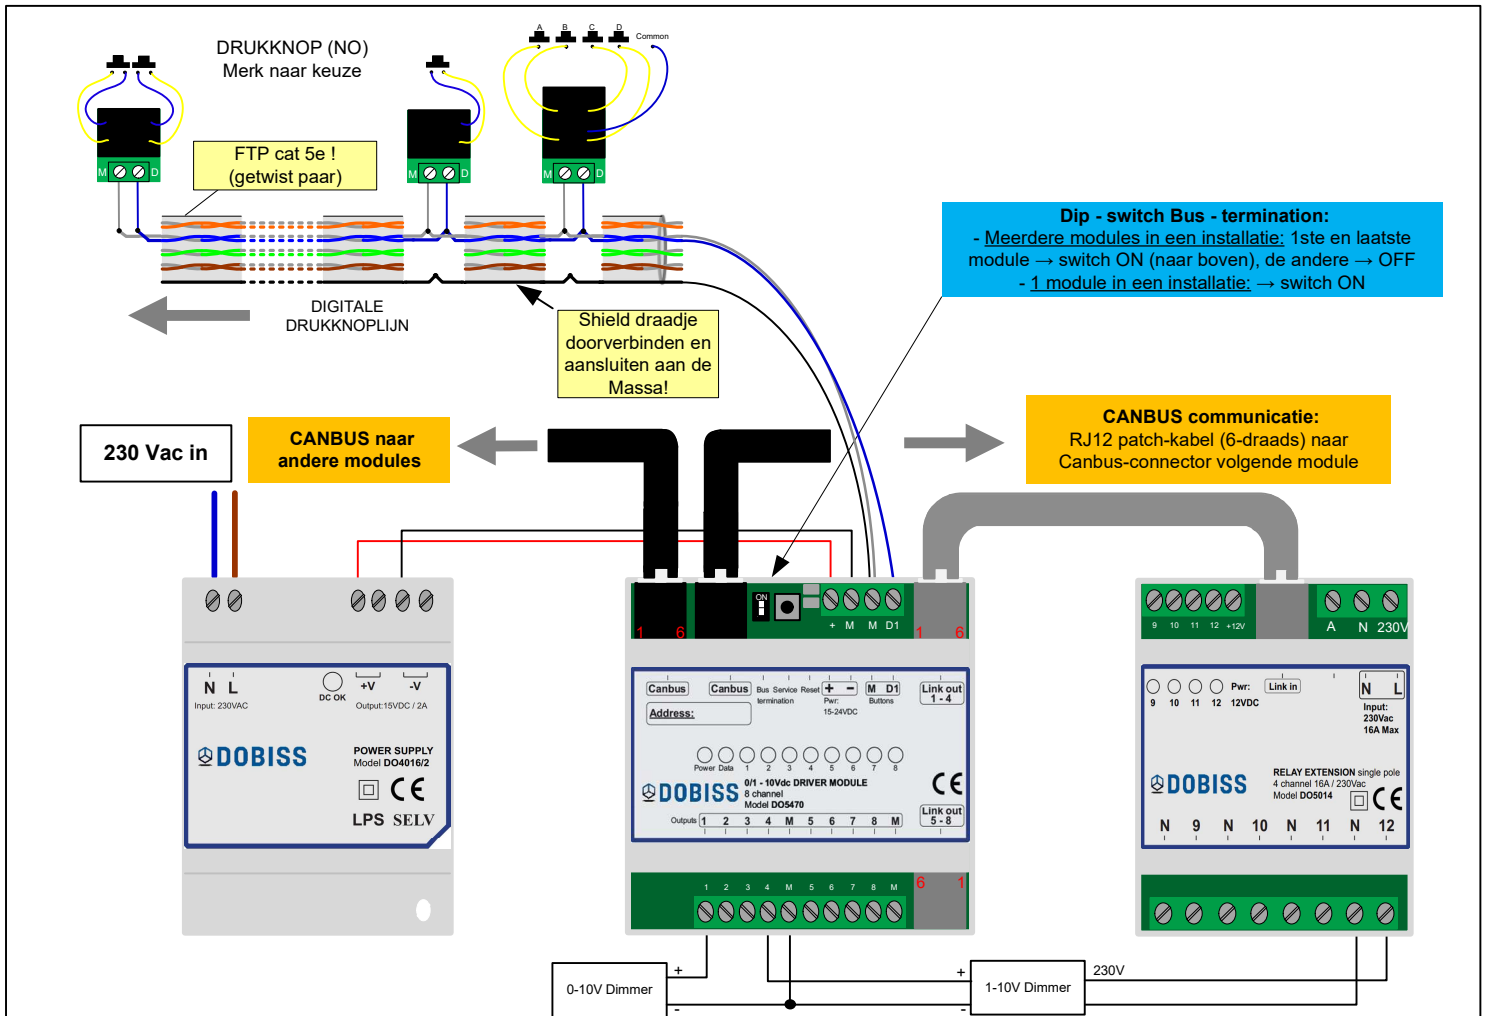 DRUKKNOP (NO)
Merk naar keuze
A B C D Common
M D
M D
M D
FTP cat 5e !
(getwist paar)
DIGITALE
DRUKKNOPLIJN
Shield draadje
doorverbinden en
aansluiten aan de
Massa!
Dip - switch Bus - termination:
- Meerdere modules in een installatie: 1ste en laatste
module → switch ON (naar boven), de andere → OFF
- 1 module in een installatie: → switch ON
230 Vac in
CANBUS naar
andere modules
CANBUS communicatie:
RJ12 patch-kabel (6-draads) naar
Canbus-connector volgende module
N L
Input: 230VAC
DC OK
+V -V
Output:15VDC / 2A
DOBISS
POWER SUPPLY
Model DO4016/2
CE
LPS SELV
1 6
ON
+ M M D1
1 6
Canbus
Canbus
Bus Service Reset
termination
+ -
Pwr:
15-24VDC
M D1
Buttons
Link out
1 - 4
Address:
Power Data 1 2 3 4 5 6 7 8
DOBISS
0/1 - 10Vdc DRIVER MODULE
8 channel
Model DO5470
CE
Outputs 1 2 3 4 M 5 6 7 8 M
Link out
5 - 8
1 2 3 4 M 5 6 7 8 M
6 1
9 10 11 12 +12V
A N 230V
9 10 11 12
Pwr:
12VDC
Link in
N L
Input:
230Vac
16A Max
DOBISS
RELAY EXTENSION single pole
4 channel 16A / 230Vac
Model DO5014
CE
N 9 N 10 N 11 N 12
0-10V Dimmer
+
-
+
-
1-10V Dimmer
230V